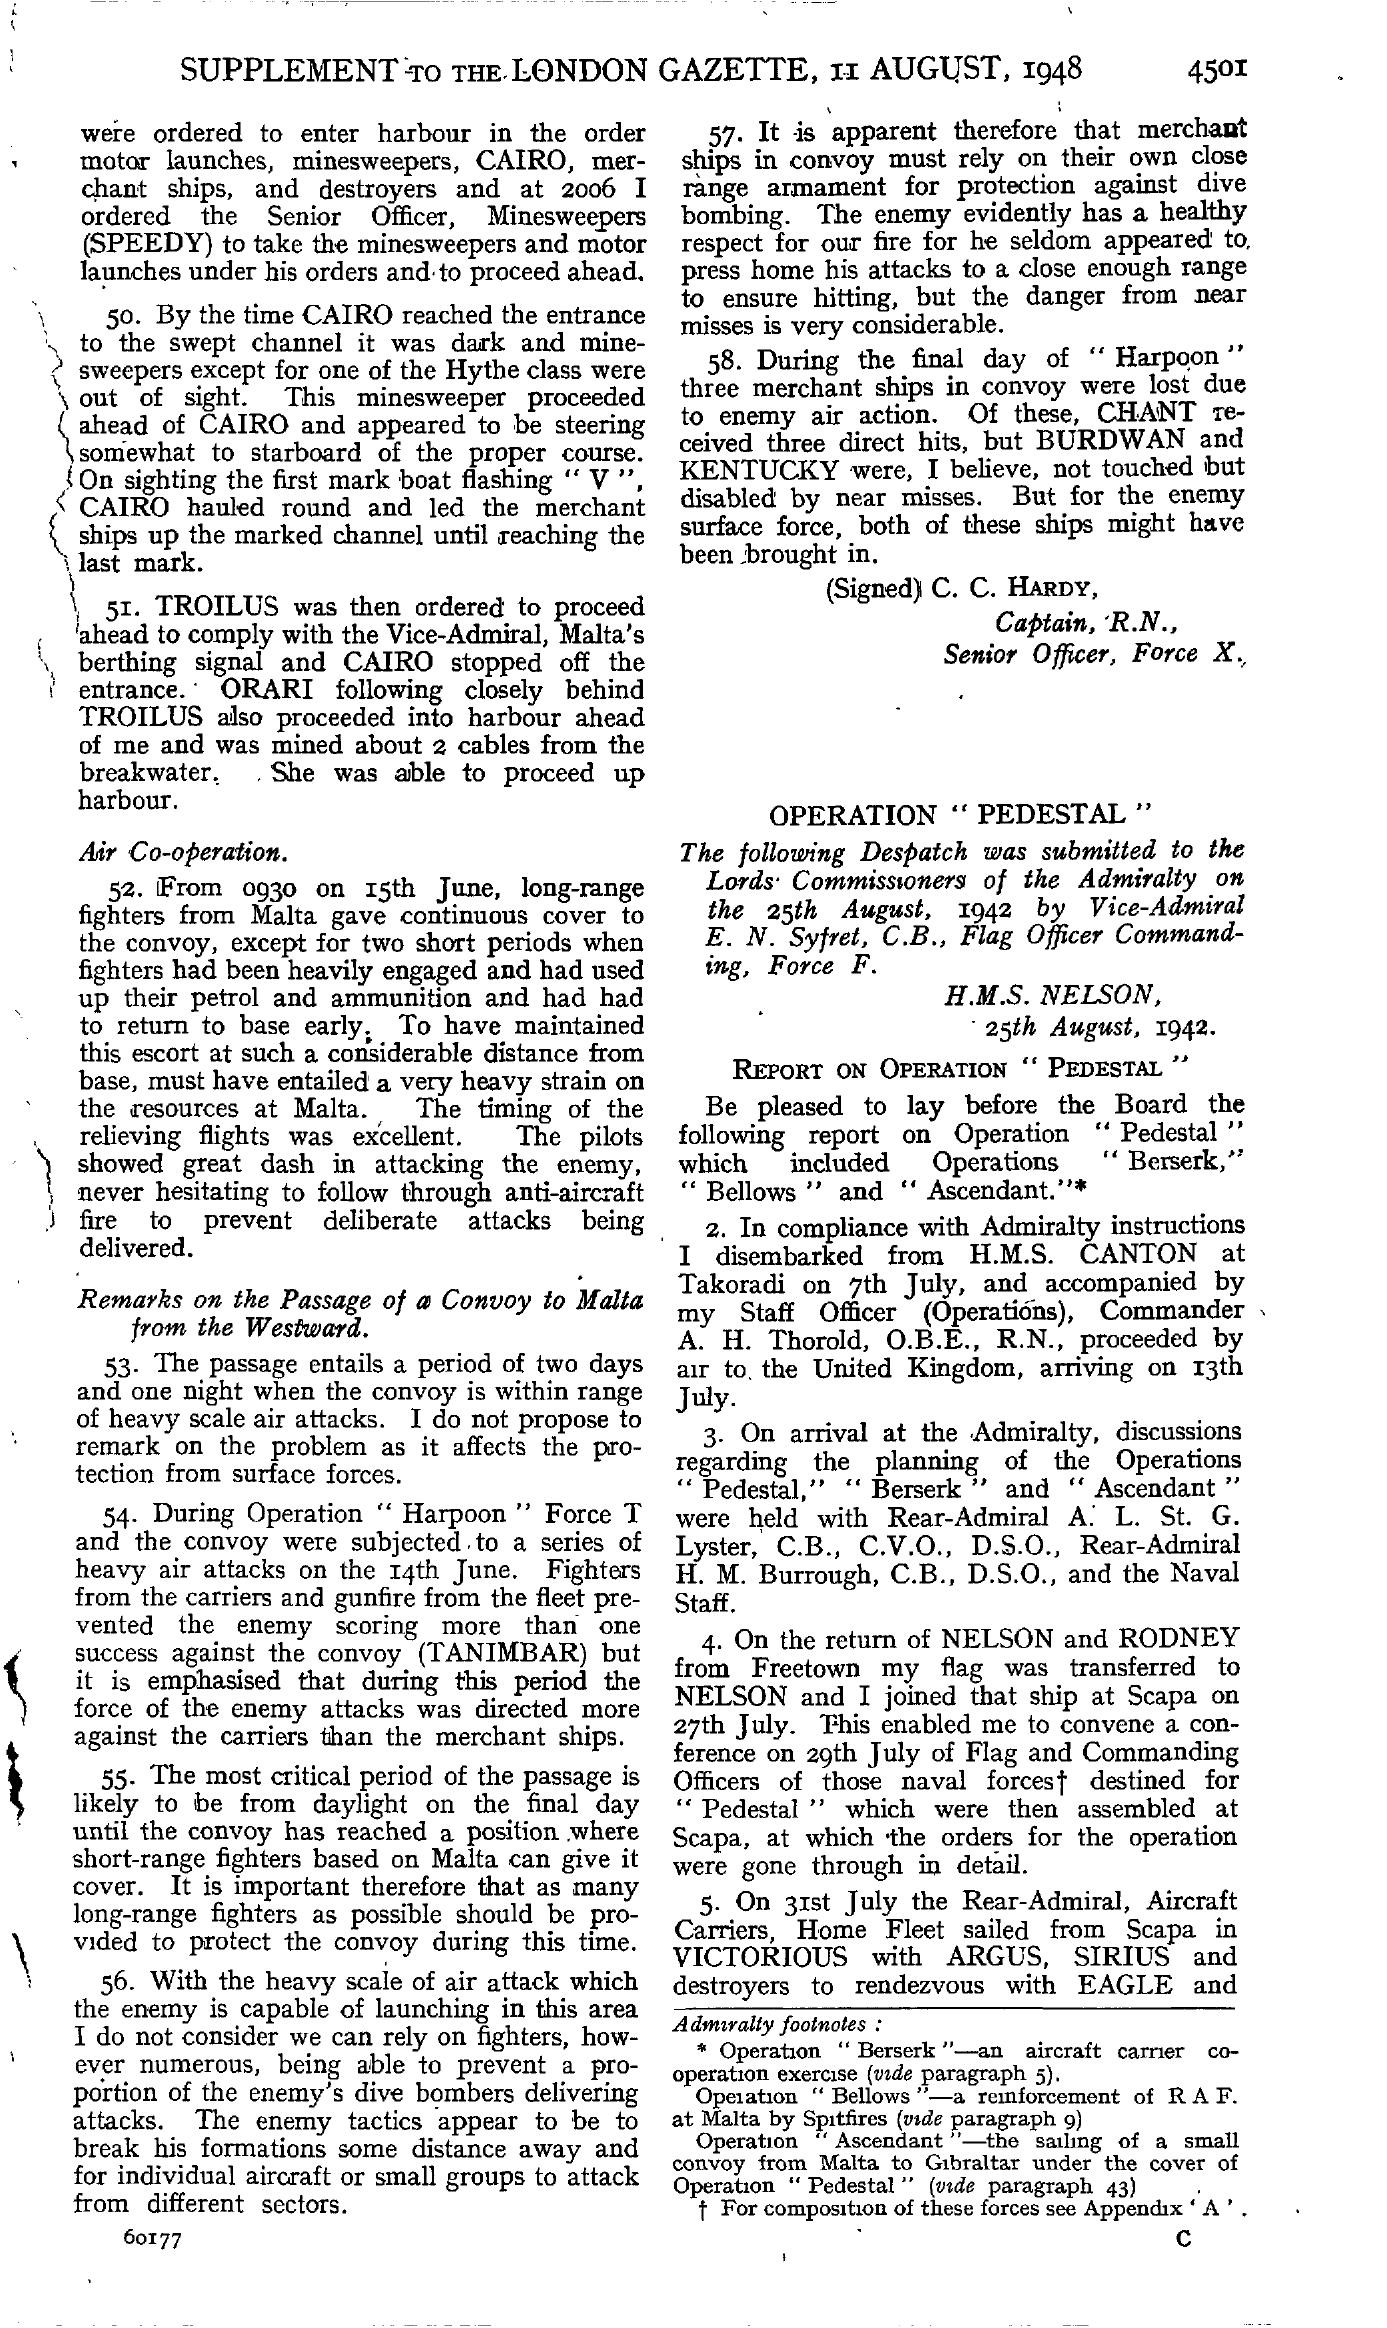 SUPPLEMENT TO THE LONDON GAZETTE, 11 AUGUST, 1948 4501
were ordered to enter harbour in the order
motor launches, minesweepers, CAIRO, mer-
chant ships, and destroyers and at 2006 I
ordered the Senior Officer, Minesweepers
(SPEEDY) to take the minesweepers and motor
launches under his orders and to proceed ahead.
50. By the time CAIRO reached the entrance
to the swept channel it was dark and mine-
sweepers except for one of the Hythe class were
out of sight. This minesweeper proceeded
ahead of CAIRO and appeared to be steering
somewhat to starboard of the proper course.
On sighting the first mark boat flashing " V ",
CAIRO hauled round and led the merchant
ships up the marked channel until reaching the
last mark.
51. TROILUS was then ordered to proceed
ahead to comply with the Vice-Admiral, Malta's
berthing signal and CAIRO stopped off the
entrance. ORARI following closely behind
TROILUS also proceeded into harbour ahead
of me and was mined about 2 cables from the
breakwater. She was able to proceed up
harbour.
Air Co-operation.
52. From 0930 on 15th June, long-range
fighters from Malta gave continuous cover to
the convoy, except for two short periods when
fighters had been heavily engaged and had used
up their petrol and ammunition and had had
to return to base early. To have maintained
this escort at such a considerable distance from
base, must have entailed a very heavy strain on
the resources at Malta. The timing of the
relieving flights was excellent. The pilots
showed great dash in attacking the enemy,
never hesitating to follow through anti-aircraft
fire to prevent deliberate attacks being
delivered.
Remarks on the Passage of a Convoy to Malta
from the Westward.
53. The passage entails a period of two days
and one night when the convoy is within range
of heavy scale air attacks. I do not propose to
remark on the problem as it affects the pro-
tection from surface forces.
54. During Operation " Harpoon " Force T
and the convoy were subjected to a series of
heavy air attacks on the 14th June. Fighters
from the carriers and gunfire from the fleet pre-
vented the enemy scoring more than one
success against the convoy (TANIMBAR) but
it is emphasised that during this period the
force of the enemy attacks was directed more
against the carriers than the merchant ships.
55. The most critical period of the passage is
likely to be from daylight on the final day
until the convoy has reached a position where
short-range fighters based on Malta can give it
cover. It is important therefore that as many
long-range fighters as possible should be pro-
vided to protect the convoy during this time.
56. With the heavy scale of air attack which
the enemy is capable of launching in this area
I do not consider we can rely on fighters, how-
ever numerous, being able to prevent a pro-
portion of the enemy's dive bombers delivering
attacks. The enemy tactics appear to be to
break his formations some distance away and
for individual aircraft or small groups to attack
from different sectors.
60177
57. It is apparent therefore that merchant
ships in convoy must rely on their own close
range armament for protection against dive
bombing. The enemy evidently has a healthy
respect for our fire for he seldom appeared to
press home his attacks to a close enough range
to ensure hitting, but the danger from near
misses is very considerable.
58. During the final day of " Harpoon "
three merchant ships in convoy were lost due
to enemy air action. Of these, CHANT re-
ceived three direct hits, but BURDWAN and
KENTUCKY were, I believe, not touched but
disabled by near misses. But for the enemy
surface force, both of these ships might have
been brought in.
(Signed) C. C. HARDY,
Captain, R.N.,
Senior Officer, Force X.
OPERATION " PEDESTAL "
The following Despatch was submitted to the
Lords Commissioners of the Admiralty on
the 25th August, 1942 by Vice-Admiral
E. N. Syfret, C.B., Flag Officer Command-
ing, Force F.
H.M.S. NELSON,
25th August, 1942.
REPORT ON OPERATION " PEDESTAL "
Be pleased to lay before the Board the
following report on Operation " Pedestal "
which included Operations " Berserk,"
" Bellows " and " Ascendant."*
2. In compliance with Admiralty instructions
I disembarked from H.M.S. CANTON at
Takoradi on 7th July, and accompanied by
my Staff Officer (Operations), Commander
A. H. Thorold, O.B.E., R.N., proceeded by
air to the United Kingdom, arriving on 13th
July.
3. On arrival at the Admiralty, discussions
regarding the planning of the Operations
" Pedestal," " Berserk " and " Ascendant "
were held with Rear-Admiral A. L. St. G.
Lyster, C.B., C.V.O., D.S.O., Rear-Admiral
H. M. Burrough, C.B., D.S.O., and the Naval
Staff.
4. On the return of NELSON and RODNEY
from Freetown my flag was transferred to
NELSON and I joined that ship at Scapa on
27th July. This enabled me to convene a con-
ference on 29th July of Flag and Commanding
Officers of those naval forces† destined for
" Pedestal " which were then assembled at
Scapa, at which the orders for the operation
were gone through in detail.
5. On 31st July the Rear-Admiral, Aircraft
Carriers, Home Fleet sailed from Scapa in
VICTORIOUS with ARGUS, SIRIUS and
destroyers to rendezvous with EAGLE and
Admiralty footnotes :
* Operation " Berserk "—an aircraft carrier co-
operation exercise (vide paragraph 5).
Operation " Bellows "—a reinforcement of R A F.
at Malta by Spitfires (vide paragraph 9)
Operation " Ascendant "—the sailing of a small
convoy from Malta to Gibraltar under the cover of
Operation " Pedestal " (vide paragraph 43)
† For composition of these forces see Appendix ' A ' .
C